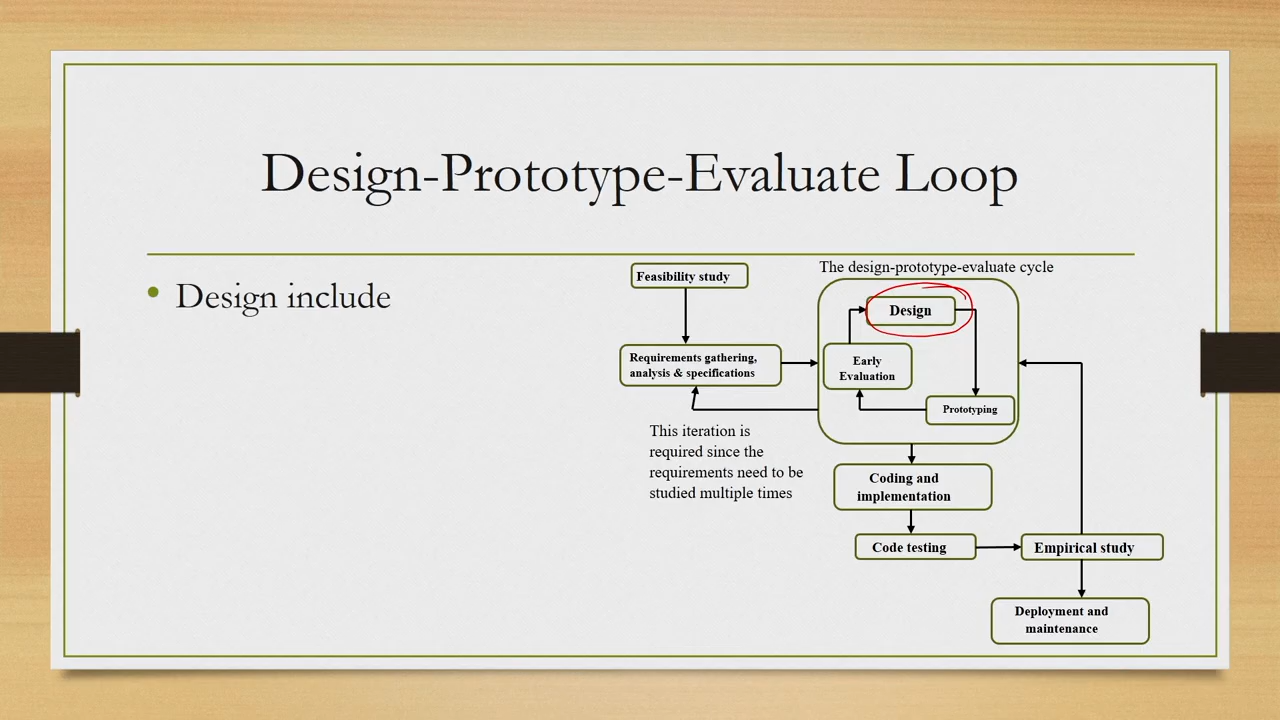 Design-Prototype-Evaluate Loop
Design include
The design-prototype-evaluate cycle
Feasibility study
Design
Requirements gathering,
analysis & specifications
Early
Evaluation
Prototyping
This iteration is
required since the
requirements need to be
studied multiple times
Coding and
implementation
Code testing
Empirical study
Deployment and
maintenance